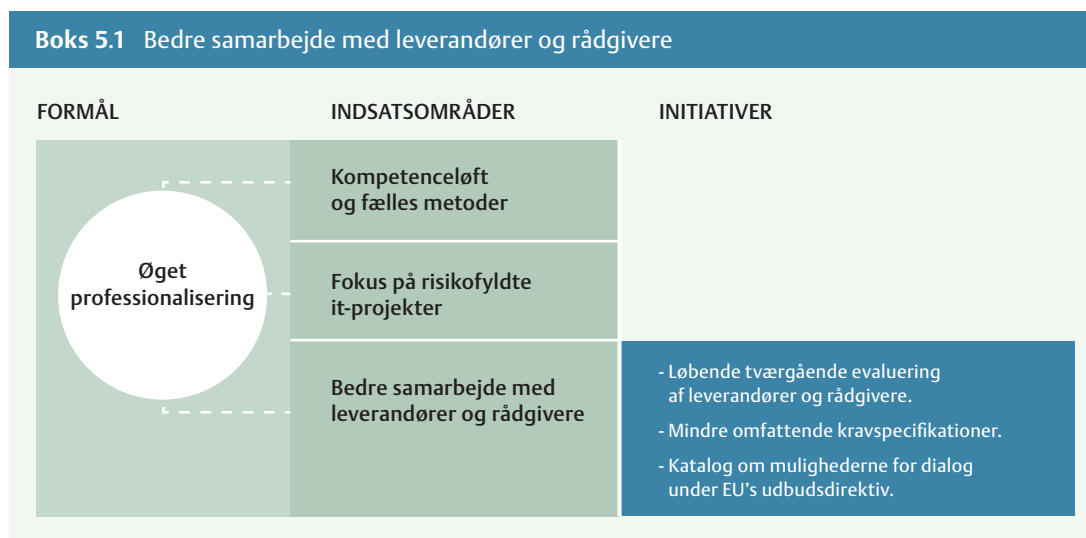 Boks 5.1 Bedre samarbejde med leverandører og rådgivere
FORMÅL
INDSATSOMRÅDER
INITIATIVER
Øget
professionalisering
Kompetenceløft
og fælles metoder
Fokus på risikofyldte
it-projekter
Bedre samarbejde med
leverandører og rådgivere
- Løbende tværgående evaluering
af leverandører og rådgivere.
- Mindre omfattende kravspecifikationer.
- Katalog om mulighederne for dialog
under EU’s udbudsdirektiv.